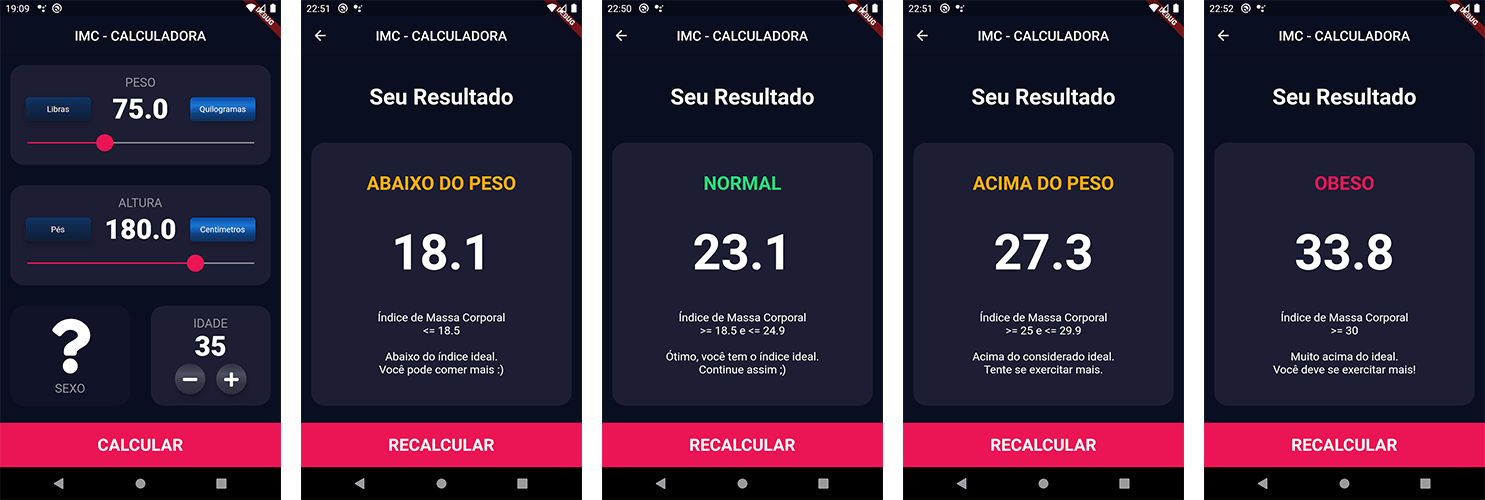 19:09
DEBUG
IMC - CALCULADORA
PESO
Libras
75.0
Quilogramas
ALTURA
Pés
180.0
Centímetros
SEXO
IDADE
35
CALCULAR
22:51
DEBUG
IMC - CALCULADORA
Seu Resultado
ABAIXO DO PESO
18.1
Índice de Massa Corporal
<= 18.5
Abaixo do índice ideal.
Você pode comer mais :)
RECALCULAR
22:50
DEBUG
IMC - CALCULADORA
Seu Resultado
NORMAL
23.1
Índice de Massa Corporal
>= 18.5 e <= 24.9
Ótimo, você tem o índice ideal.
Continue assim ;)
RECALCULAR
22:51
DEBUG
IMC - CALCULADORA
Seu Resultado
ACIMA DO PESO
27.3
Índice de Massa Corporal
>= 25 e <= 29.9
Acima do considerado ideal.
Tente se exercitar mais.
RECALCULAR
22:52
DEBUG
IMC - CALCULADORA
Seu Resultado
OBESO
33.8
Índice de Massa Corporal
>= 30
Muito acima do ideal.
Você deve se exercitar mais!
RECALCULAR